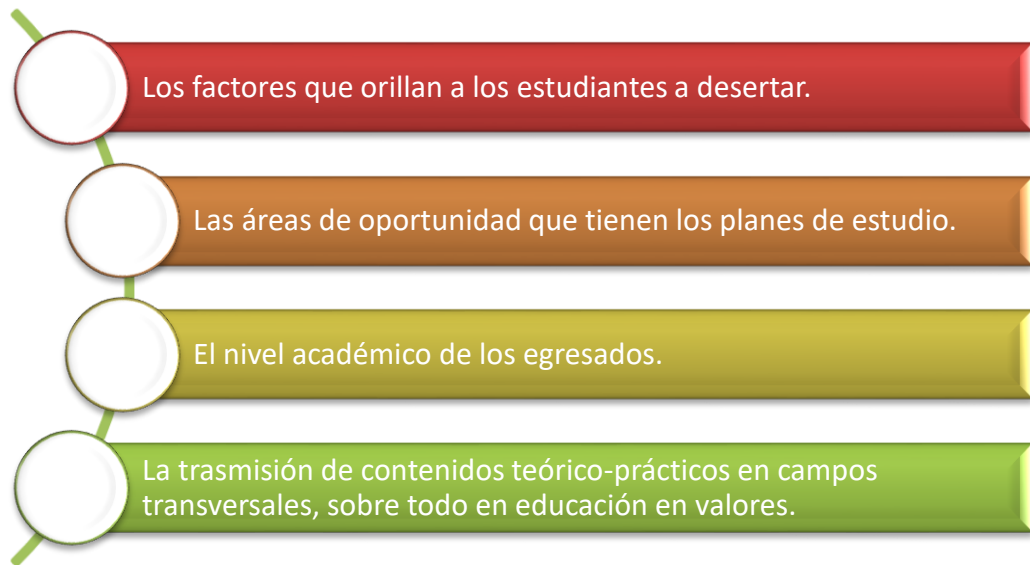 Los factores que orillan a los estudiantes a desertar.
Las áreas de oportunidad que tienen los planes de estudio.
El nivel académico de los egresados.
La trasmisión de contenidos teórico-prácticos en campos
transversales, sobre todo en educación en valores.